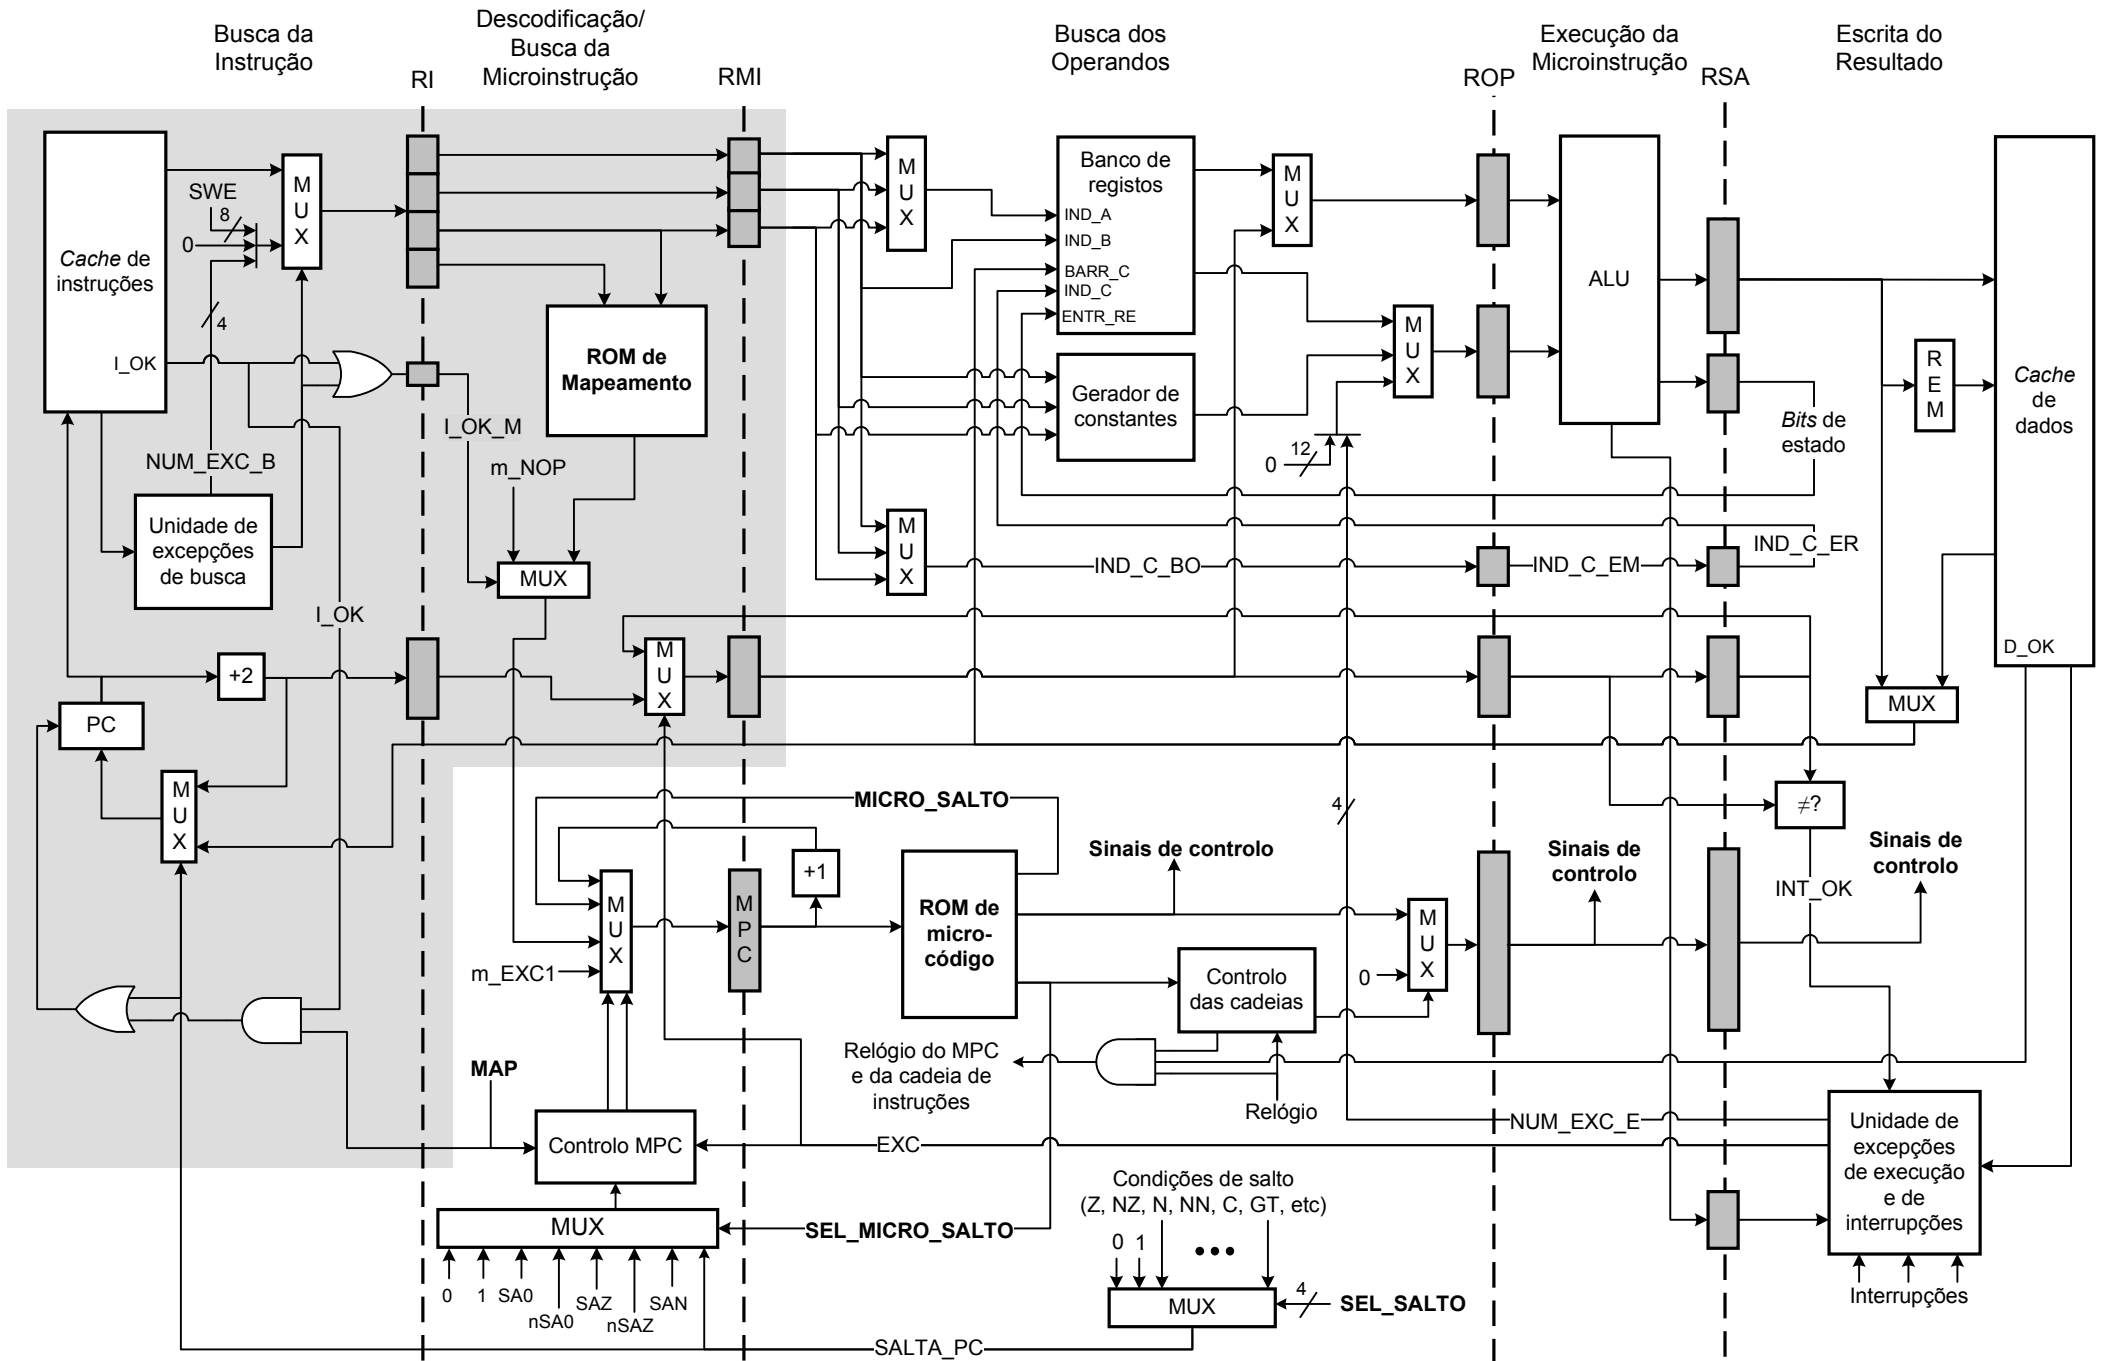 Busca da
Instrução
Descodificação/
Busca da
Microinstrução
Busca dos
Operandos
Execução da
Microinstrução
Escrita do
Resultado
RI
RMI
ROP
RSA
Cache de
instruções
I_OK
SWE
8
0
4
M
U
X
NUM_EXC_B
Unidade de
excepções
de busca
I_OK
I_OK_M
m_NOP
ROM de
Mapeamento
MUX
+2
PC
M
U
X
M
U
X
M
U
X
Banco de
registos
IND_A
IND_B
BARR_C
IND_C
ENTR_RE
M
U
X
Gerador de
constantes
M
U
X
0
12
M
U
X
IND_C_BO
IND_C_EM
IND_C_ER
ALU
Bits de
estado
R
E
M
Cache
de
dados
D_OK
MUX
≠?
INT_OK
MICRO_SALTO
+1
M
U
X
m_EXC1
M
P
C
ROM de
micro-
código
Sinais de controlo
4
Sinais de
controlo
Sinais de
controlo
Controlo
das cadeias
0
M
U
X
Relógio do MPC
e da cadeia de
instruções
Relógio
MAP
Controlo MPC
EXC
NUM_EXC_E
Unidade de
excepções
de execução
e de
interrupções
Interrupções
MUX
SEL_MICRO_SALTO
0
1
SA0
nSA0
SAZ
nSAZ
SAN
Condições de salto
(Z, NZ, N, NN, C, GT, etc)
0
1
•••
MUX
4
SEL_SALTO
SALTA_PC